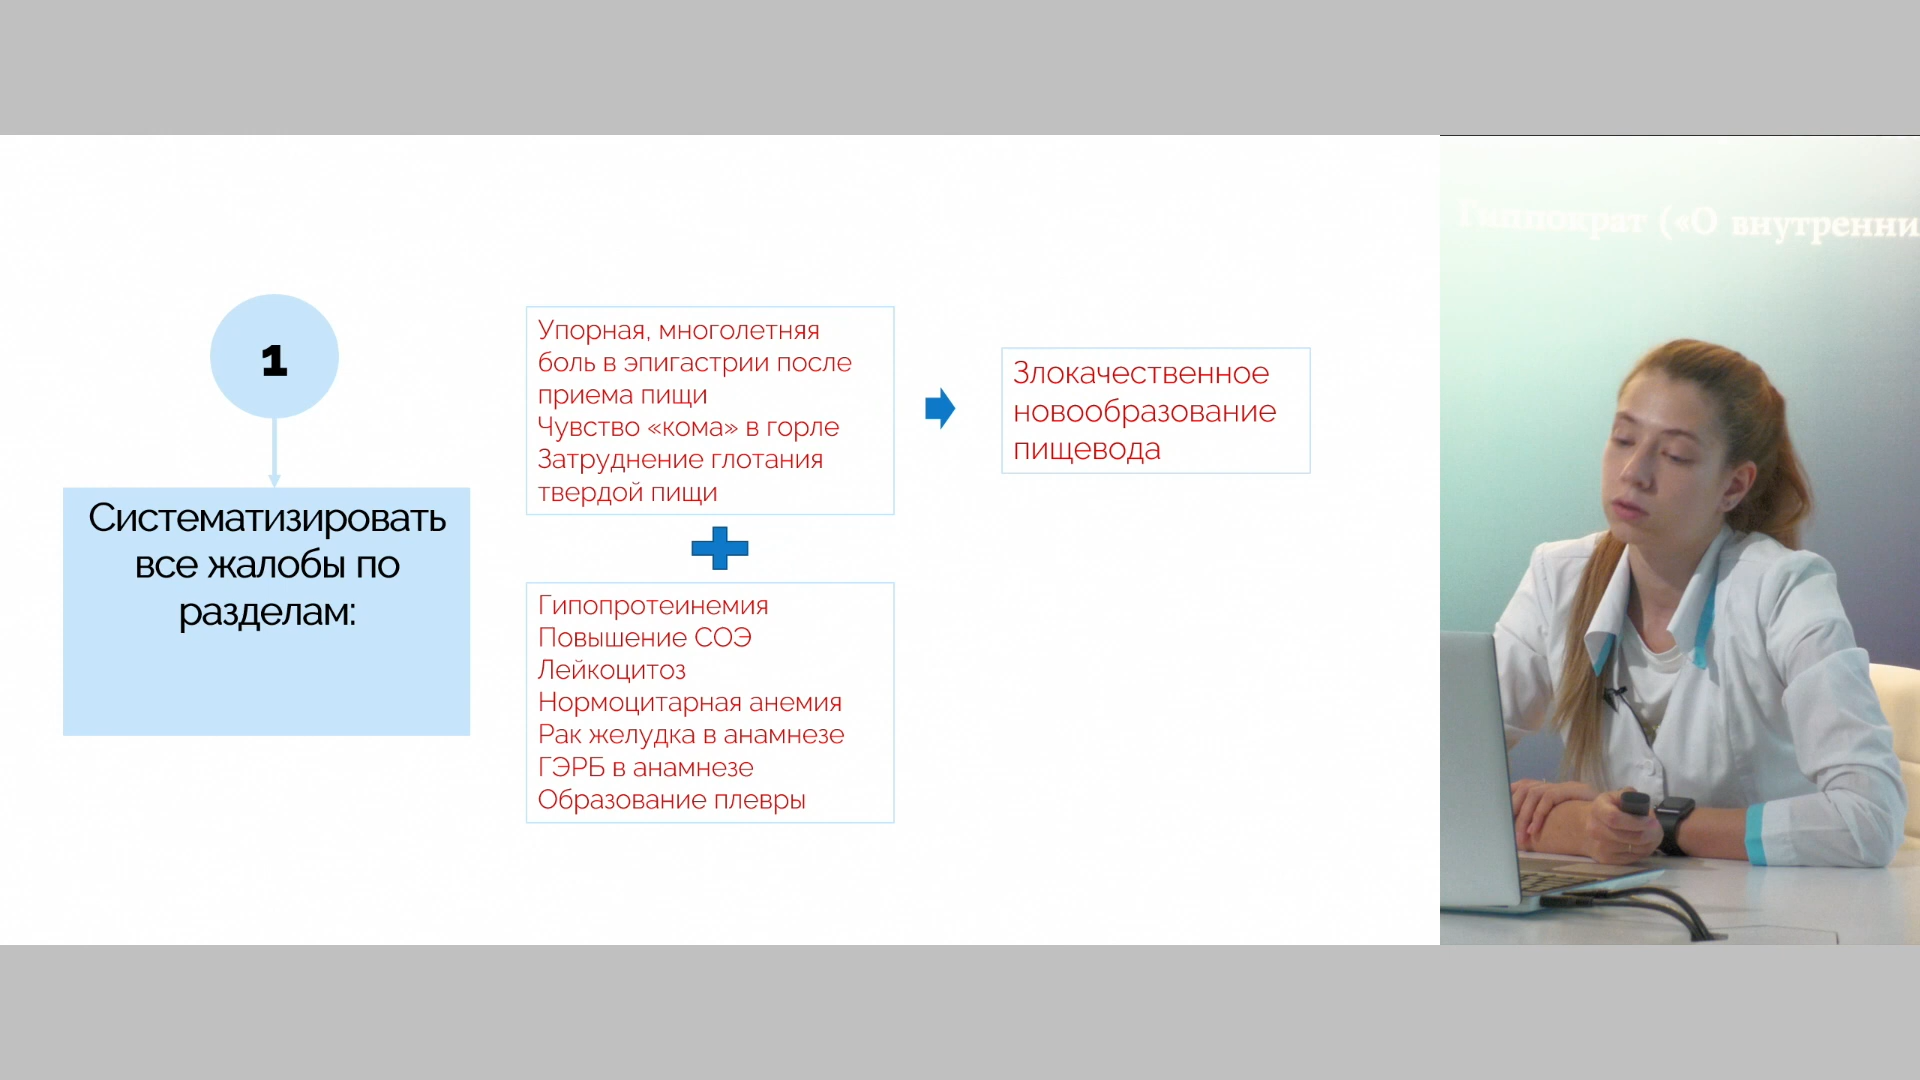 1
Систематизировать
все жалобы по
разделам:
Упорная, многолетняя
боль в эпигастрии после
приема пищи
Чувство «кома» в горле
Затруднение глотания
твердой пищи
Гипопротеинемия
Повышение СОЭ
Лейкоцитоз
Нормоцитарная анемия
Рак желудка в анамнезе
ГЭРБ в анамнезе
Образование плевры
Злокачественное
новообразование
пищевода
Гиппократ («О внутренни